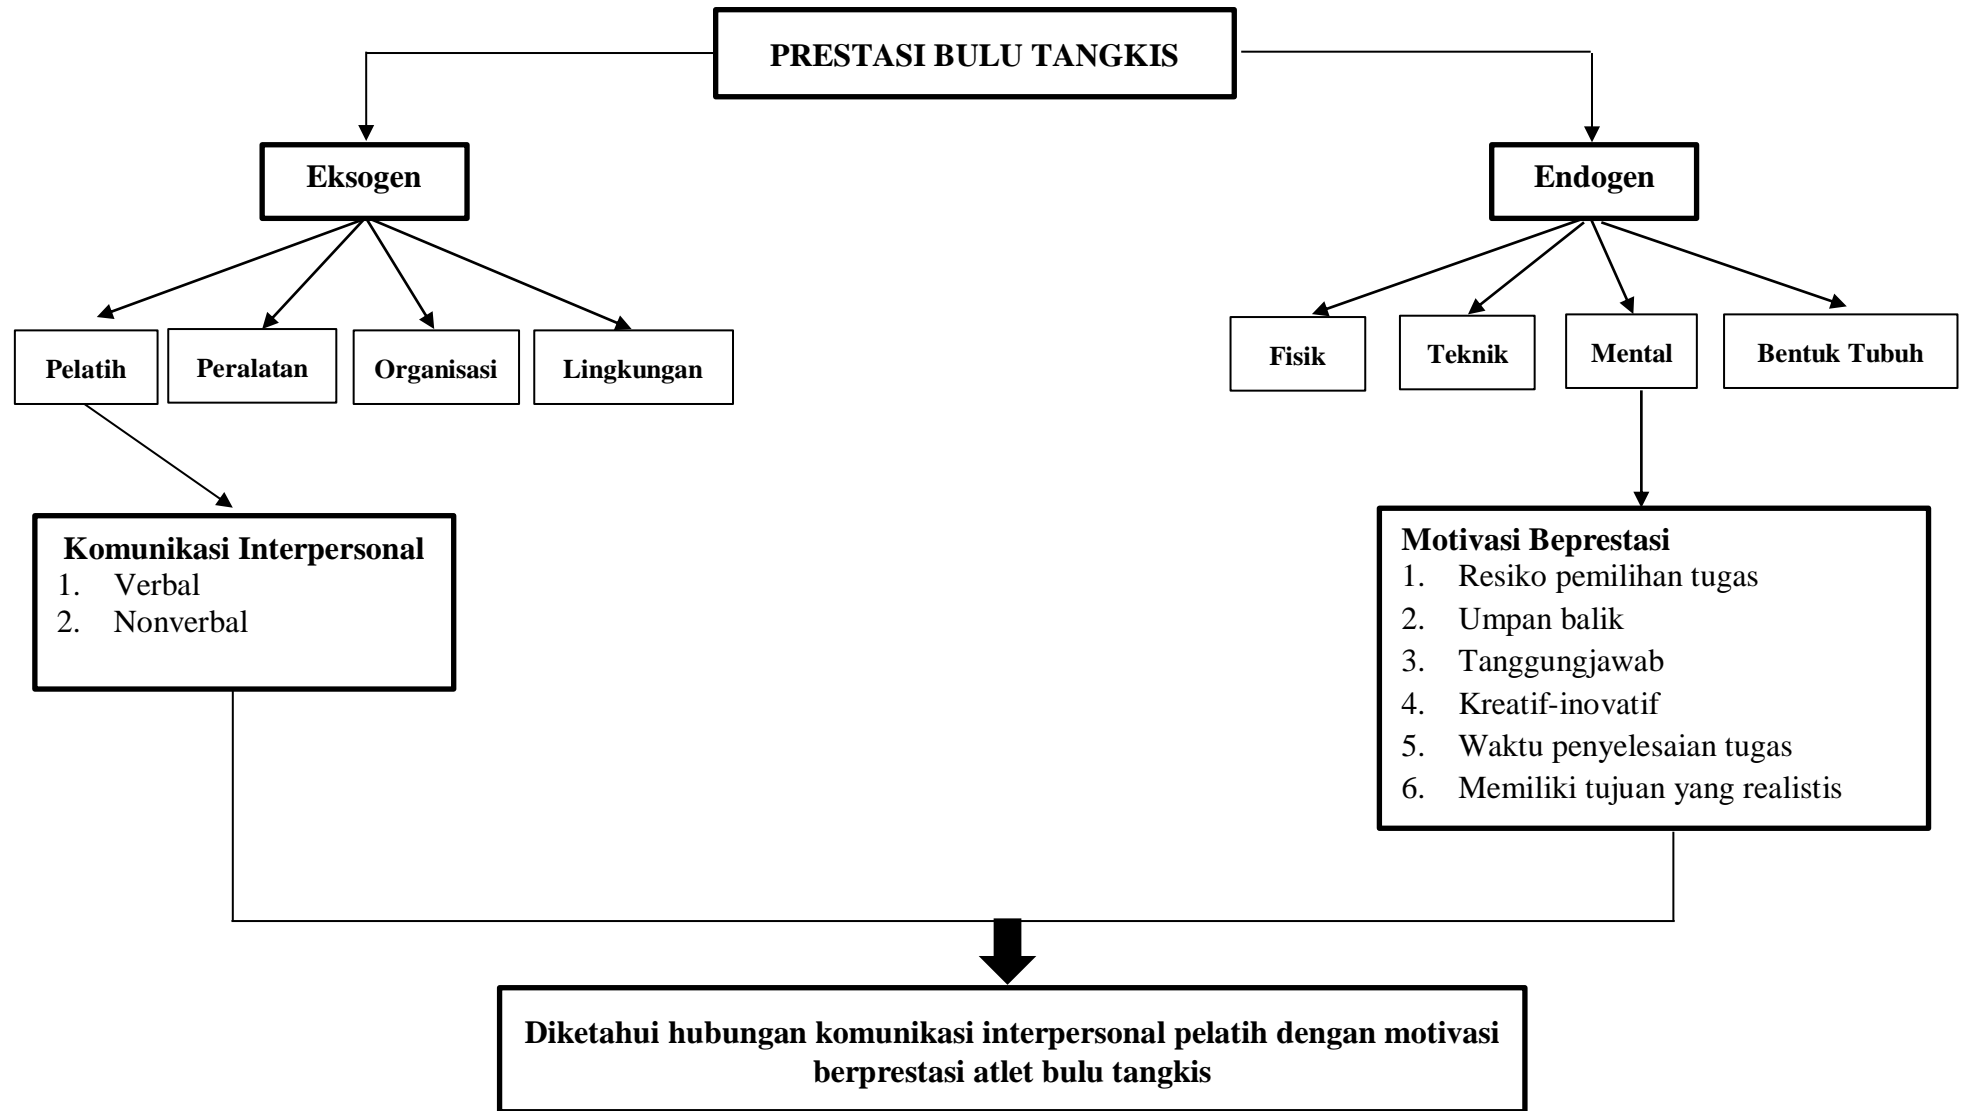 PRESTASI BULU TANGKIS
Eksogen
Endogen
Pelatih
Peralatan
Organisasi
Lingkungan
Fisik
Teknik
Mental
Bentuk Tubuh
Komunikasi Interpersonal
1. Verbal
2. Nonverbal
Motivasi Beprestasi
1. Resiko pemilihan tugas
2. Umpan balik
3. Tanggungjawab
4. Kreatif-inovatif
5. Waktu penyelesaian tugas
6. Memiliki tujuan yang realistis
Diketahui hubungan komunikasi interpersonal pelatih dengan motivasi
berprestasi atlet bulu tangkis